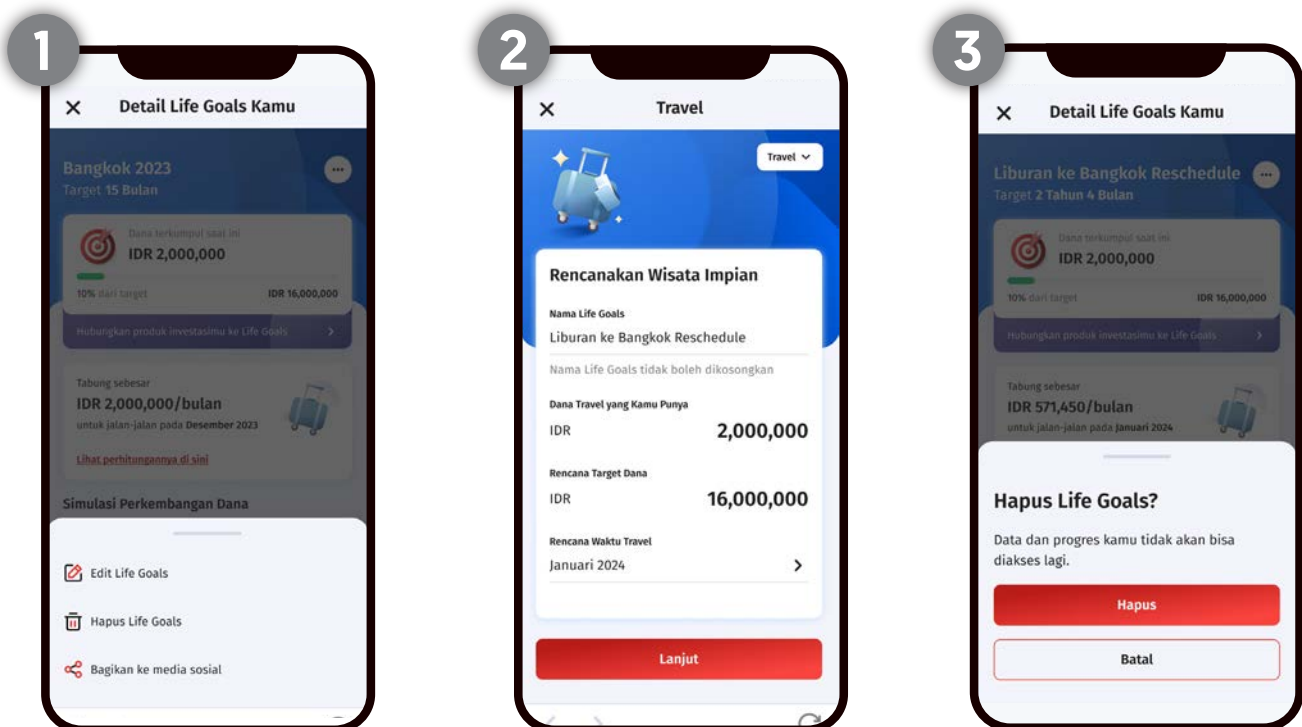 1
Detail Life Goals Kamu
Bangkok 2023
Target 15 Bulan
Dana terkumpul saat ini
IDR 2,000,000
10% dari target
IDR 16,000,000
Hubungkan produk investasimu ke Life Goals
Tabung sebesar
IDR 2,000,000/bulan
untuk jalan-jalan pada Desember 2023
Lihat perhitungannya di sini
Simulasi Perkembangan Dana
Edit Life Goals
Hapus Life Goals
Bagikan ke media sosial
2
Travel
Travel
Rencanakan Wisata Impian
Nama Life Goals
Liburan ke Bangkok Reschedule
Nama Life Goals tidak boleh dikosongkan
Dana Travel yang Kamu Punya
IDR 2,000,000
Rencana Target Dana
IDR 16,000,000
Rencana Waktu Travel
Januari 2024
Lanjut
3
Detail Life Goals Kamu
Liburan ke Bangkok Reschedule
Target 2 Tahun 4 Bulan
Dana terkumpul saat ini
IDR 2,000,000
10% dari target
IDR 16,000,000
Hubungkan produk investasimu ke Life Goals
Tabung sebesar
IDR 571,450/bulan
untuk jalan-jalan pada Januari 2024
Hapus Life Goals?
Data dan progres kamu tidak akan bisa
diakses lagi.
Hapus
Batal